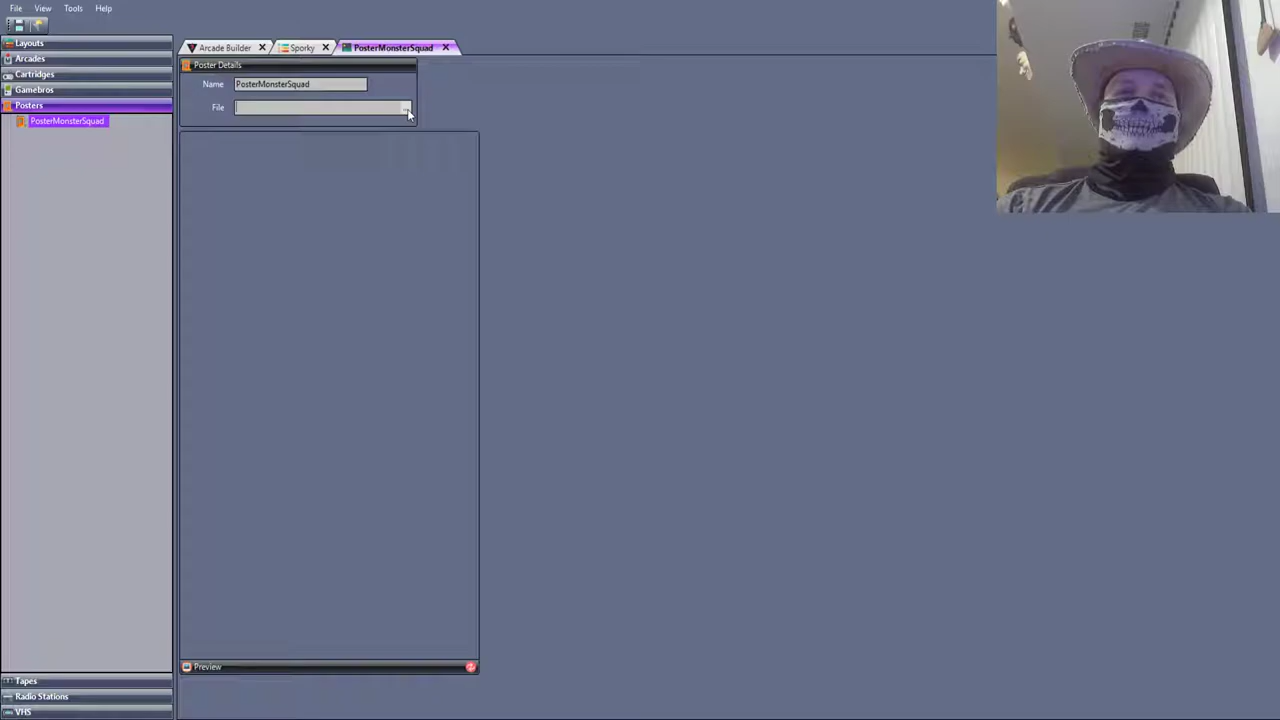 File View Tools Help
Layouts
Arcades
Cartridges
Gamebros
Posters
PosterMonsterSquad
Tapes
Radio Stations
VHS
Arcade Builder Sporky PosterMonsterSquad
Poster Details
Name PosterMonsterSquad
File
Preview